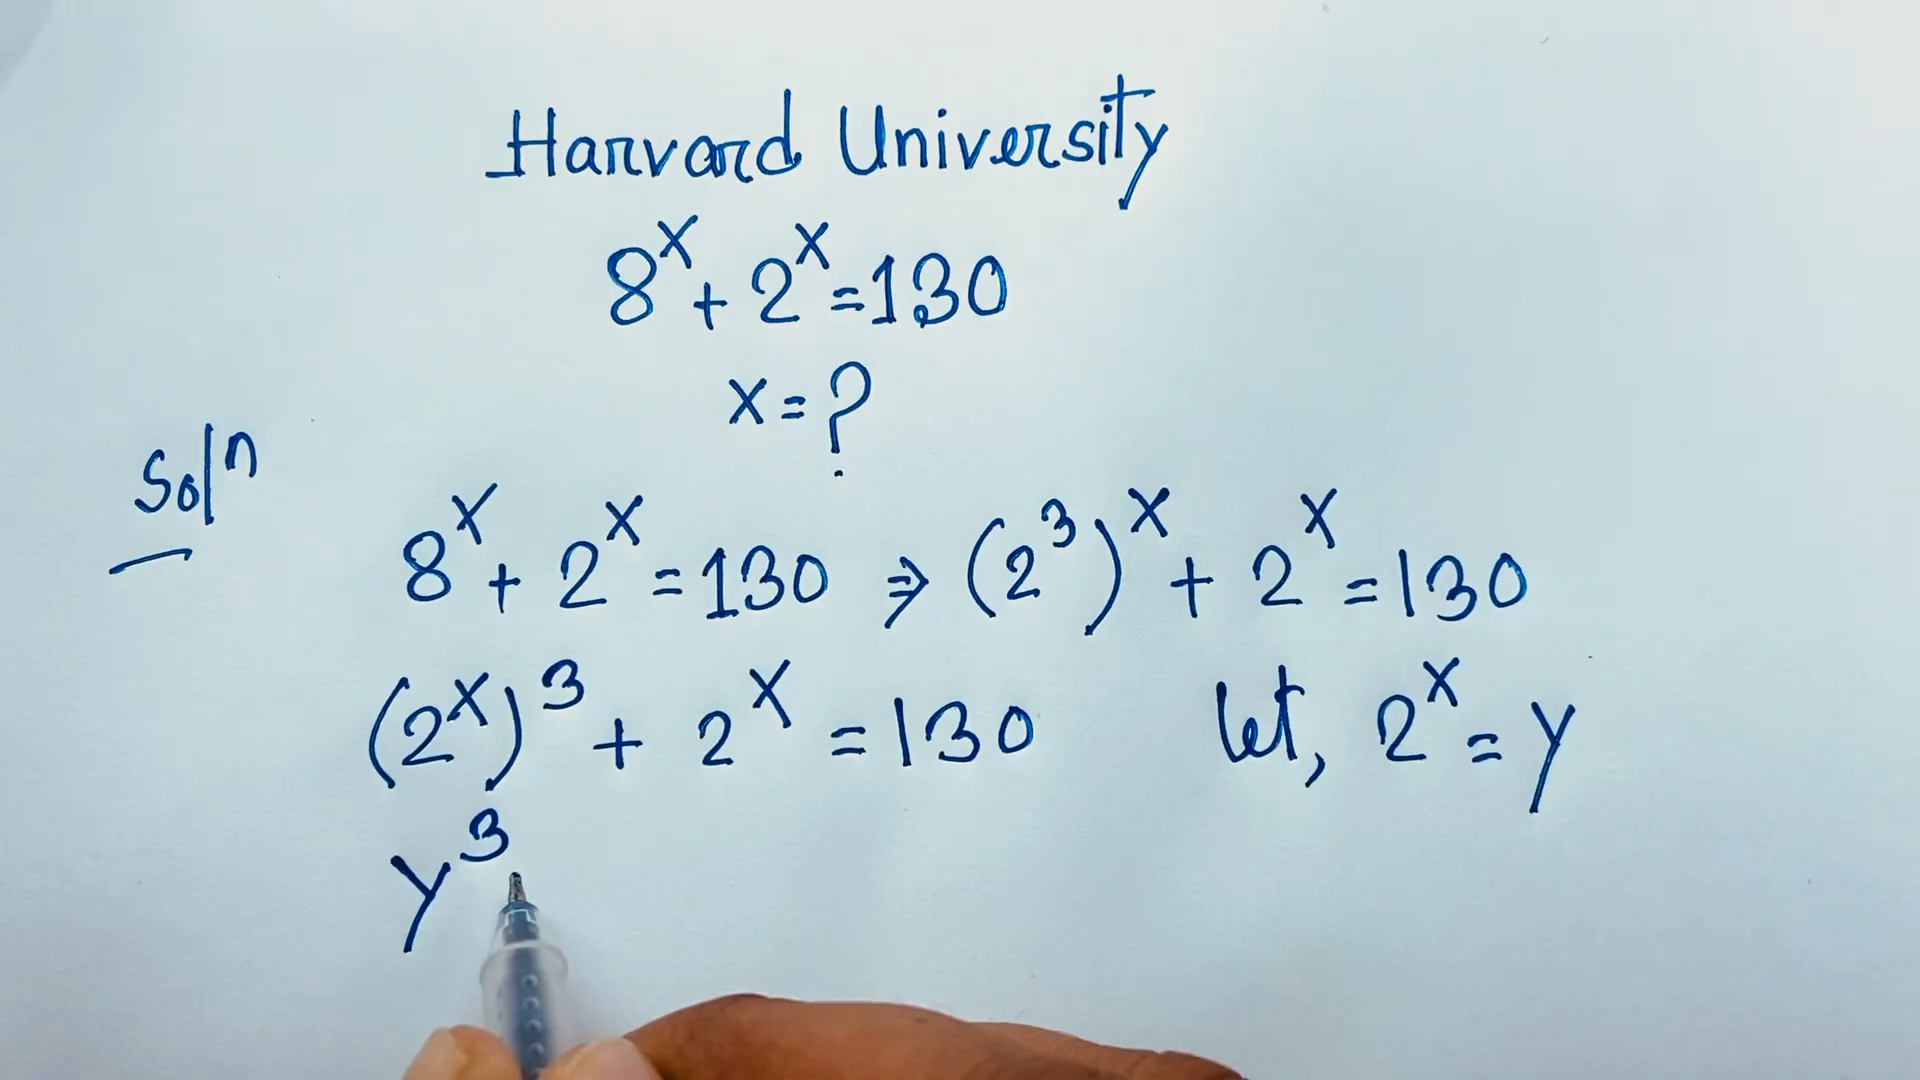 Harvard University
8^x + 2^x = 130
x = ?
Sol^n
8^x + 2^x = 130 ⇒ (2^3)^x + 2^x = 130
(2^x)^3 + 2^x = 130 let, 2^x = y
y^3